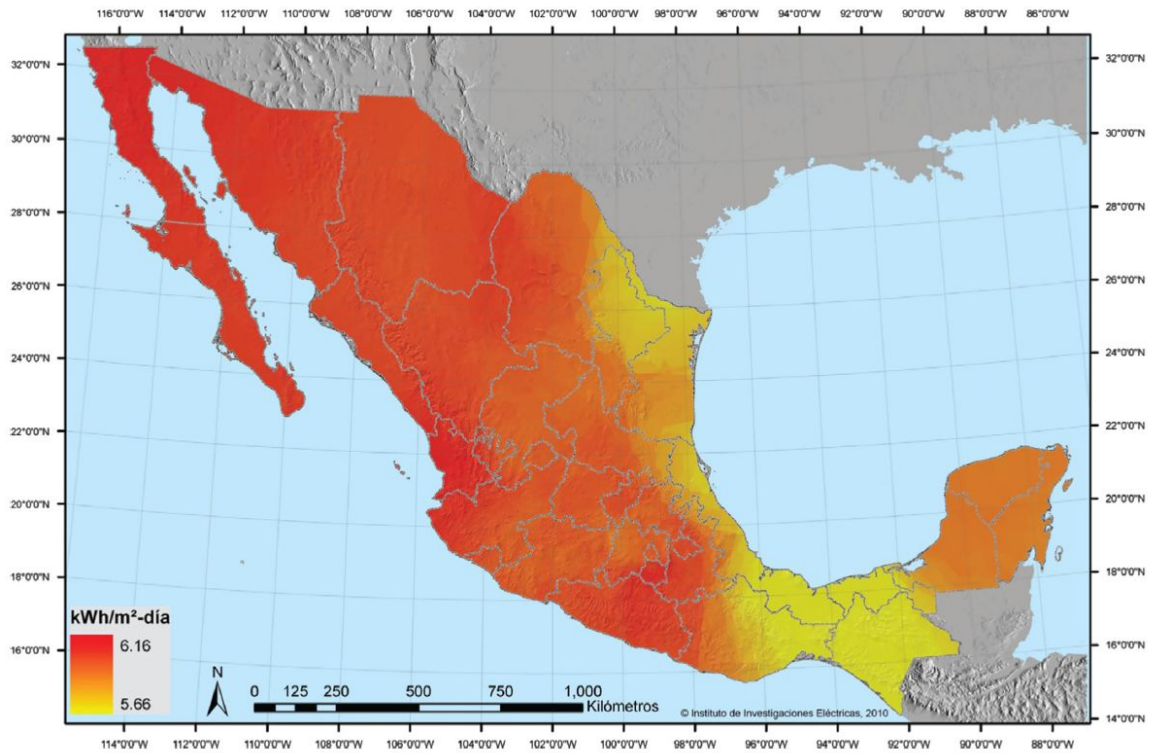 116°0'0"W 114°0'0"W 112°0'0"W 110°0'0"W 108°0'0"W 106°0'0"W 104°0'0"W 102°0'0"W 100°0'0"W 98°0'0"W 96°0'0"W 94°0'0"W 92°0'0"W 90°0'0"W 88°0'0"W 86°0'0"W
32°0'0"N 32°0'0"N
30°0'0"N 30°0'0"N
28°0'0"N 28°0'0"N
26°0'0"N 26°0'0"N
24°0'0"N 24°0'0"N
22°0'0"N 22°0'0"N
20°0'0"N 20°0'0"N
18°0'0"N 18°0'0"N
16°0'0"N 16°0'0"N
14°0'0"N
kWh/m²-día
6.16
5.66
N
0 125 250 500 750 1,000
Kilómetros
© Instituto de Investigaciones Eléctricas, 2010
114°0'0"W 112°0'0"W 110°0'0"W 108°0'0"W 106°0'0"W 104°0'0"W 102°0'0"W 100°0'0"W 98°0'0"W 96°0'0"W 94°0'0"W 92°0'0"W 90°0'0"W 88°0'0"W